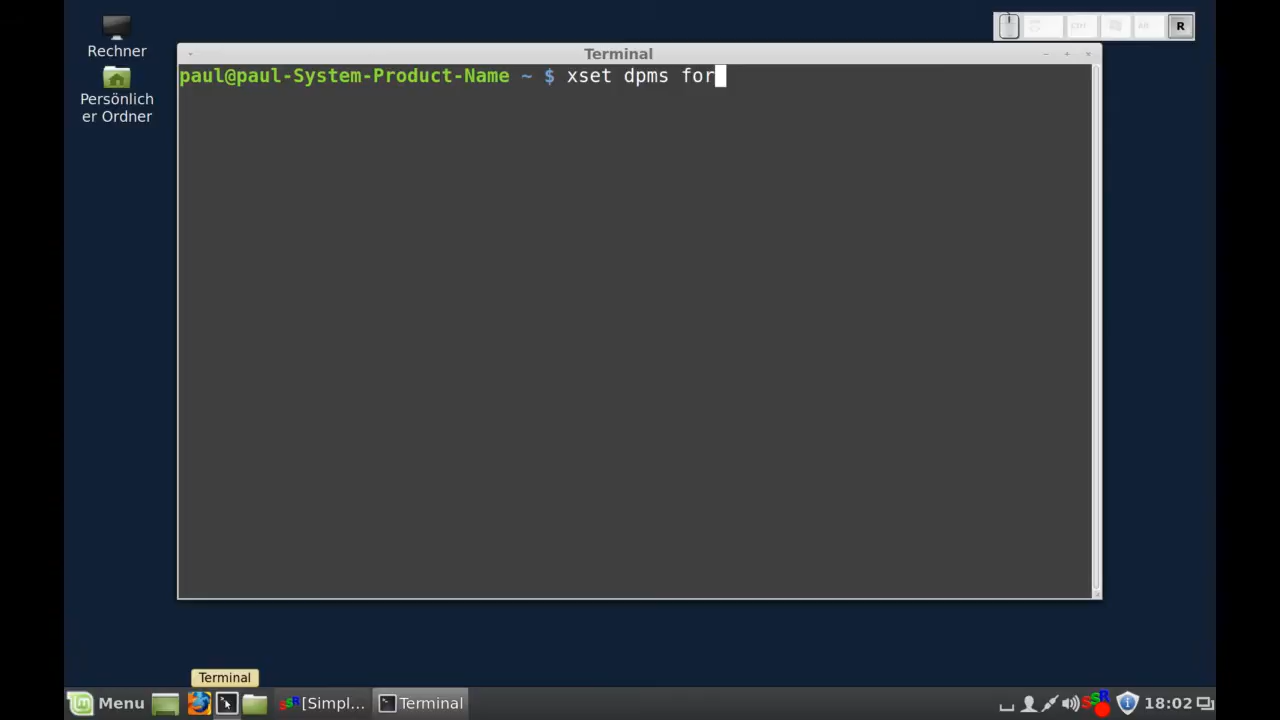 Rechner
Persönlich
er Ordner
R
Terminal
paul@paul-System-Product-Name ~ $ xset dpms for
Terminal
Menu
[Simpl...
Terminal
18:02